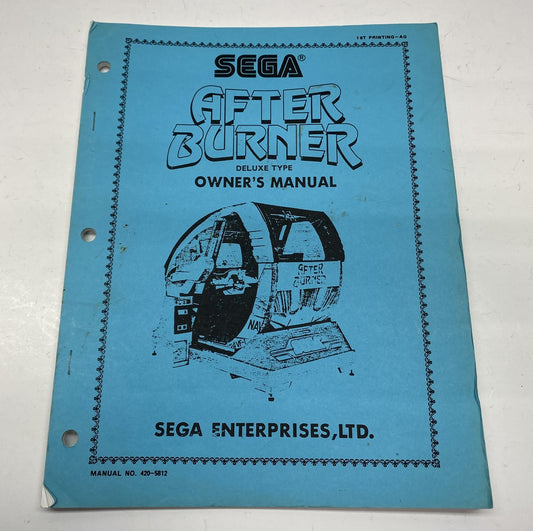 1ST PRINTING-AG
SEGA®
AFTER
BURNER
DELUXE TYPE
OWNER'S MANUAL
AFTER
BURNER
NAV
SEGA ENTERPRISES,LTD.
MANUAL NO. 420-5812